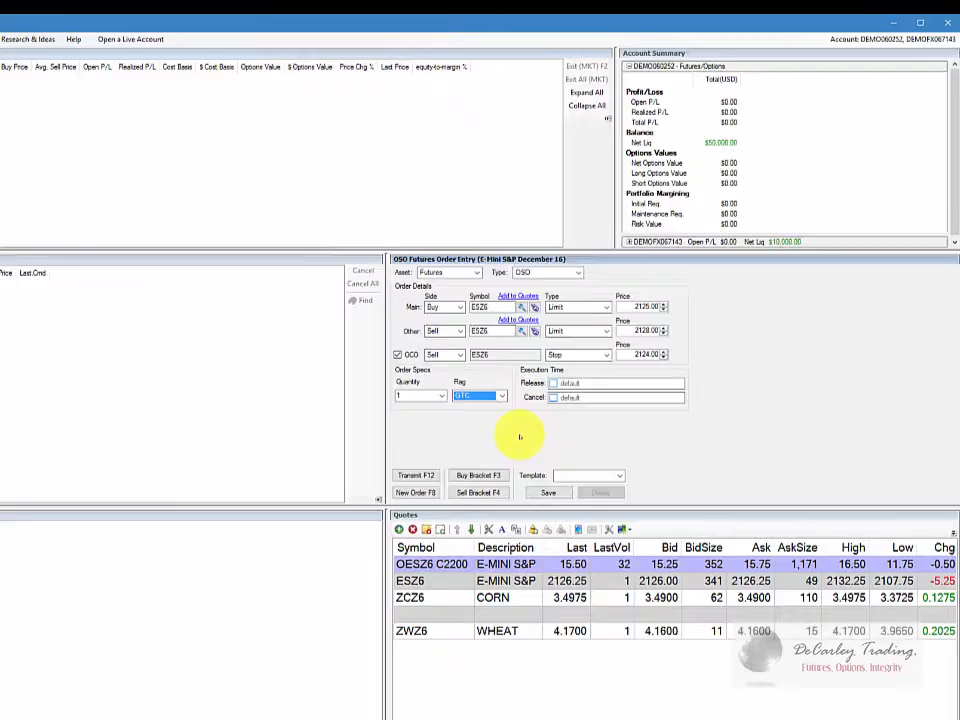 Research & Ideas Help Open a Live Account Account: DEMO060252, DEMOFX067143
Buy Price Avg. Sell Price Open P/L Realized P/L Cost Basis $ Cost Basis Options Value $ Options Value Price Chg % Last Price equity-to-margin %
Exit (MKT) F2
Exit All (MKT)
Expand All
Collapse All
Account Summary
DEMO060252 - Futures/Options
Total(USD)
Profit/Loss
Open P/L $0.00
Realized P/L $0.00
Total P/L $0.00
Balance
Net Liq $50,000.00
Options Values
Net Options Value $0.00
Long Options Value $0.00
Short Options Value $0.00
Portfolio Margining
Initial Req. $0.00
Maintenance Req. $0.00
Risk Value $0.00
DEMOFX067143 Open P/L $0.00 Net Liq $10,000.00
Price Last.Cmd
Cancel
Cancel All
Find
OSO Futures Order Entry (E-Mini S&P December 16)
Asset: Futures Type: OSO
Order Details
Side Symbol Add to Quotes Type Price
Main: Buy ESZ6 Limit 2125.00
Add to Quotes Price
Other: Sell ESZ6 Limit 2128.00
Price
OCO Sell ESZ6 Stop 2124.00
Order Specs Execution Time
Quantity Flag Release: default
1 GTC Cancel: default
Transmit F12 Buy Bracket F3 Template:
New Order F8 Sell Bracket F4 Save Delete
Quotes
Symbol Description Last LastVol Bid BidSize Ask AskSize High Low Chg
OESZ6 C2200 E-MINI S&P 15.50 32 15.25 352 15.75 1,171 16.50 11.75 -0.50
ESZ6 E-MINI S&P 2126.25 1 2126.00 341 2126.25 49 2132.25 2107.75 -5.25
ZCZ6 CORN 3.4975 1 3.4900 62 3.4900 110 3.4975 3.3725 0.1275
ZWZ6 WHEAT 4.1700 1 4.1600 11 4.1600 15 4.1700 3.9650 0.2025
DeCarley Trading.
Futures, Options, Integrity